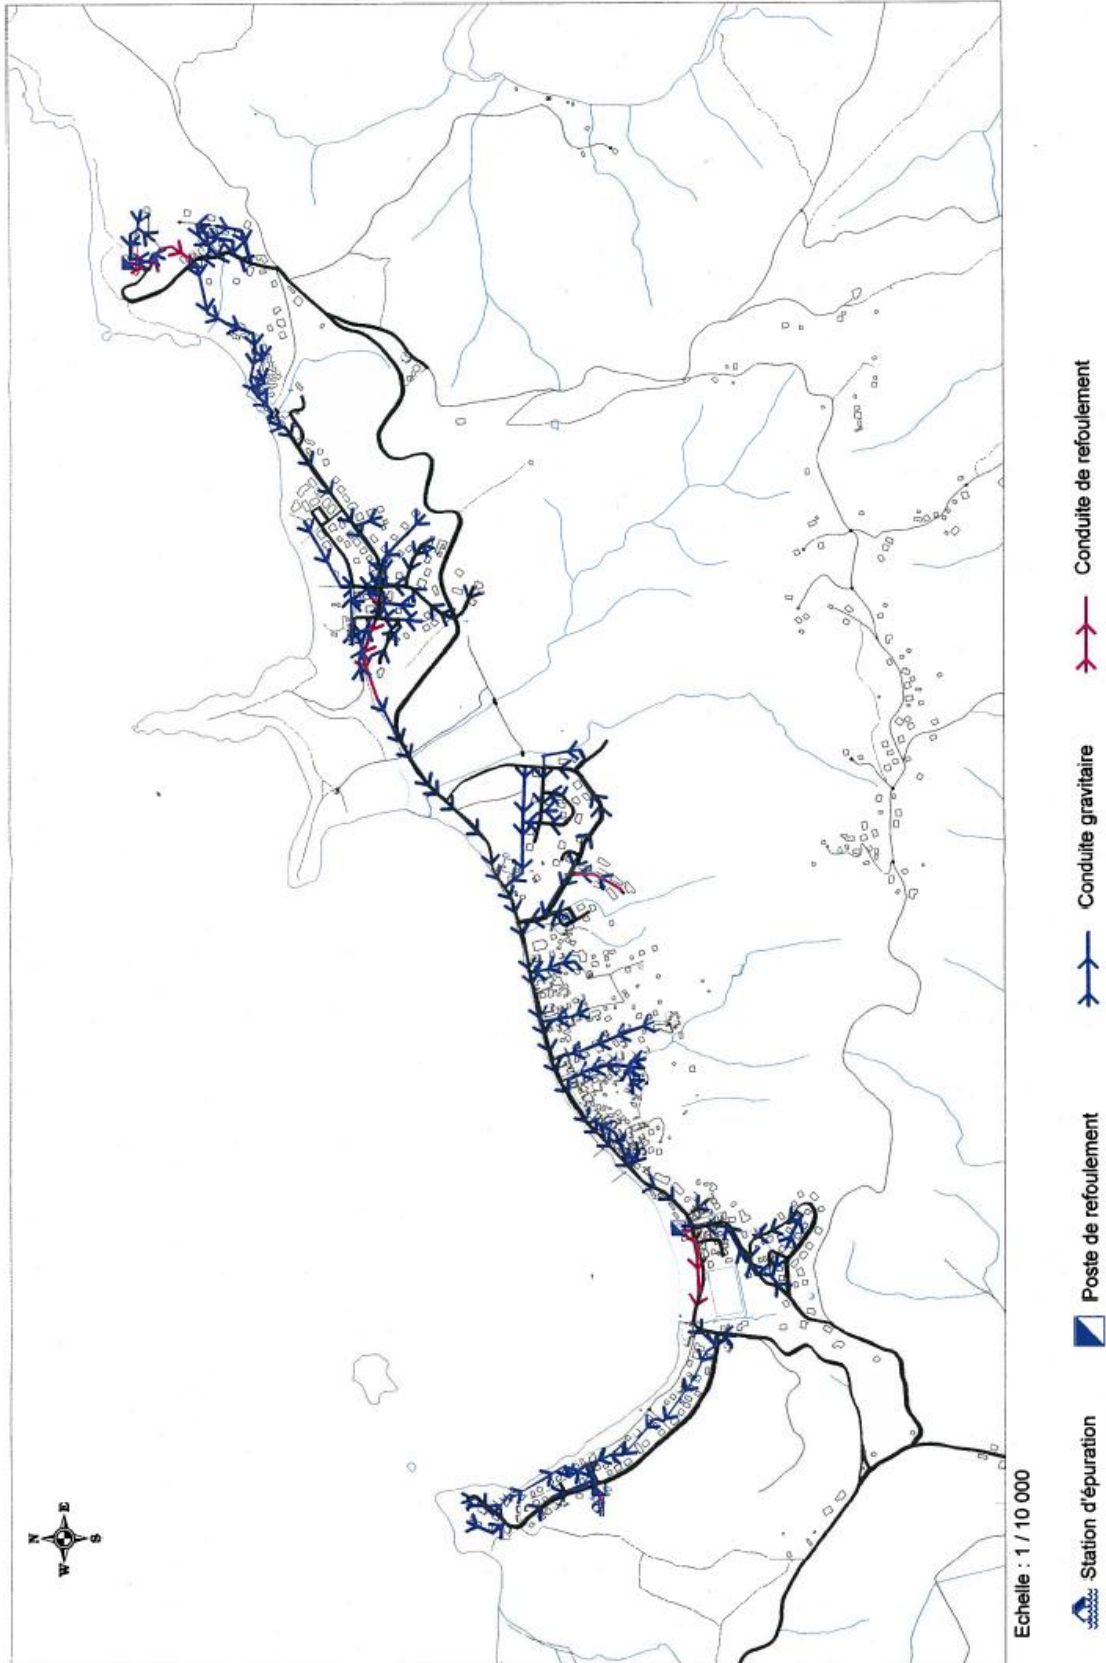 N
W E
S
Echelle : 1 / 10 000
Station d'épuration
Poste de refoulement
Conduite gravitaire
Conduite de refoulement